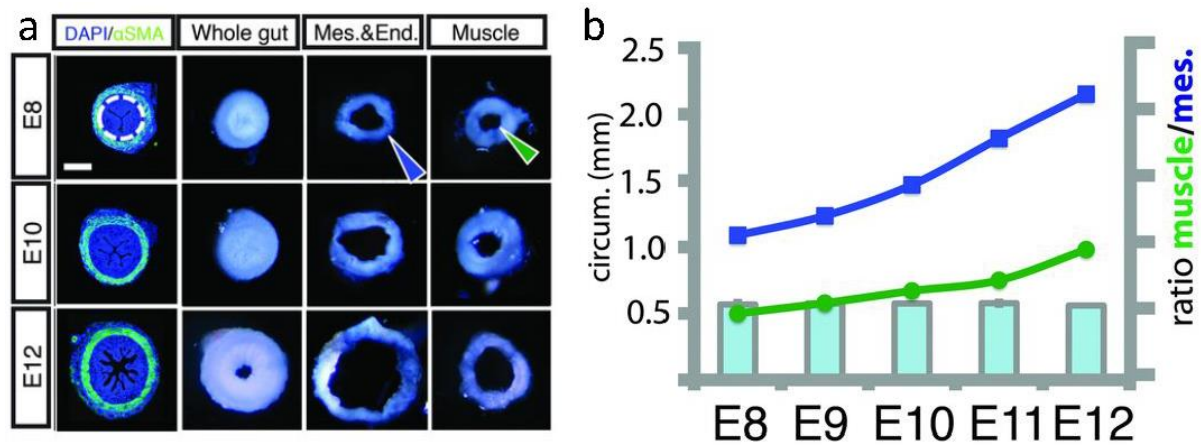 a
DAPI/αSMA
Whole gut
Mes.&End.
Muscle
E8
E10
E12
b
circum. (mm)
2.5
2.0
1.5
1.0
0.5
E8 E9 E10 E11 E12
ratio muscle/mes.